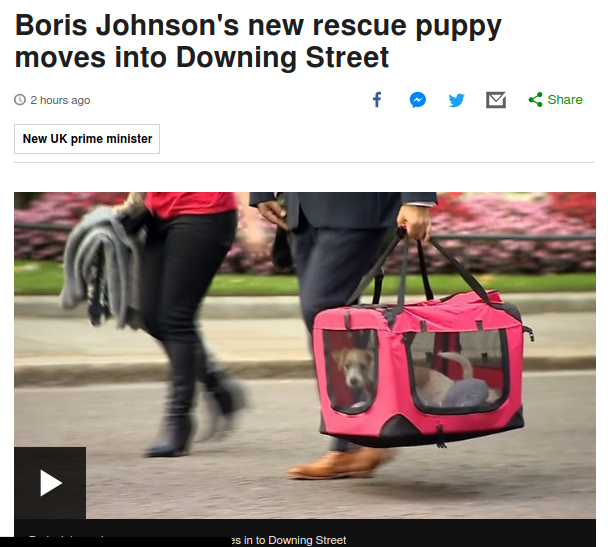 Boris Johnson's new rescue puppy
moves into Downing Street
2 hours ago
Share
New UK prime minister
es in to Downing Street